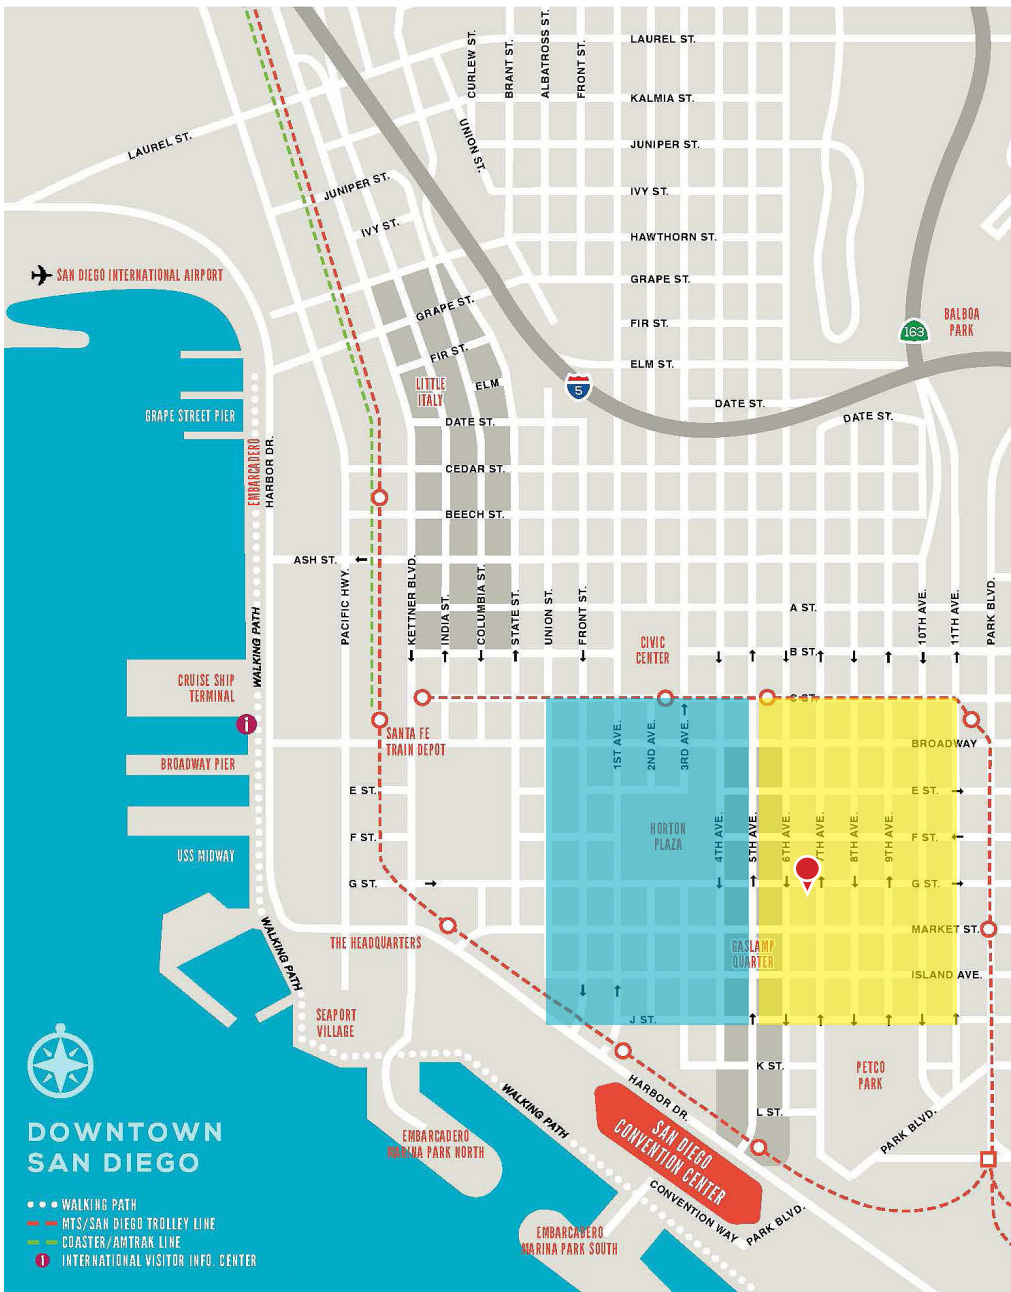 CURLEW ST.
BRANT ST.
ALBATROSS ST.
FRONT ST.
LAUREL ST.
KALMIA ST.
UNION ST.
LAUREL ST.
JUNIPER ST.
JUNIPER ST.
IVY ST.
IVY ST.
HAWTHORN ST.
SAN DIEGO INTERNATIONAL AIRPORT
GRAPE ST.
GRAPE ST.
FIR ST.
163
BALBOA
PARK
FIR ST.
ELM ST.
LITTLE
ITALY
ELM
5
DATE ST.
DATE ST.
GRAPE STREET PIER
DATE ST.
EMBARCADERO
HARBOR DR.
CEDAR ST.
BEECH ST.
ASH ST.
PACIFIC HWY.
KETTNER BLVD.
INDIA ST.
COLUMBIA ST.
STATE ST.
UNION ST.
FRONT ST.
A ST.
10TH AVE.
11TH AVE.
PARK BLVD.
WALKING PATH
CIVIC
CENTER
B ST.
CRUISE SHIP
TERMINAL
C ST.
i
SANTA FE
TRAIN DEPOT
1ST AVE.
2ND AVE.
3RD AVE.
BROADWAY
BROADWAY PIER
E ST.
E ST.
HORTON
PLAZA
4TH AVE.
5TH AVE.
6TH AVE.
7TH AVE.
8TH AVE.
9TH AVE.
F ST.
F ST.
USS MIDWAY
G ST.
G ST.
WALKING PATH
THE HEADQUARTERS
MARKET ST.
GASLAMP
QUARTER
ISLAND AVE.
SEAPORT
VILLAGE
J ST.
K ST.
PETCO
PARK
HARBOR DR.
WALKING PATH
L ST.
PARK BLVD.
SAN DIEGO
CONVENTION CENTER
EMBARCADERO
MARINA PARK NORTH
CONVENTION WAY
PARK BLVD.
EMBARCADERO
MARINA PARK SOUTH
DOWNTOWN
SAN DIEGO
WALKING PATH
MTS/SAN DIEGO TROLLEY LINE
COASTER/AMTRAK LINE
i INTERNATIONAL VISITOR INFO. CENTER